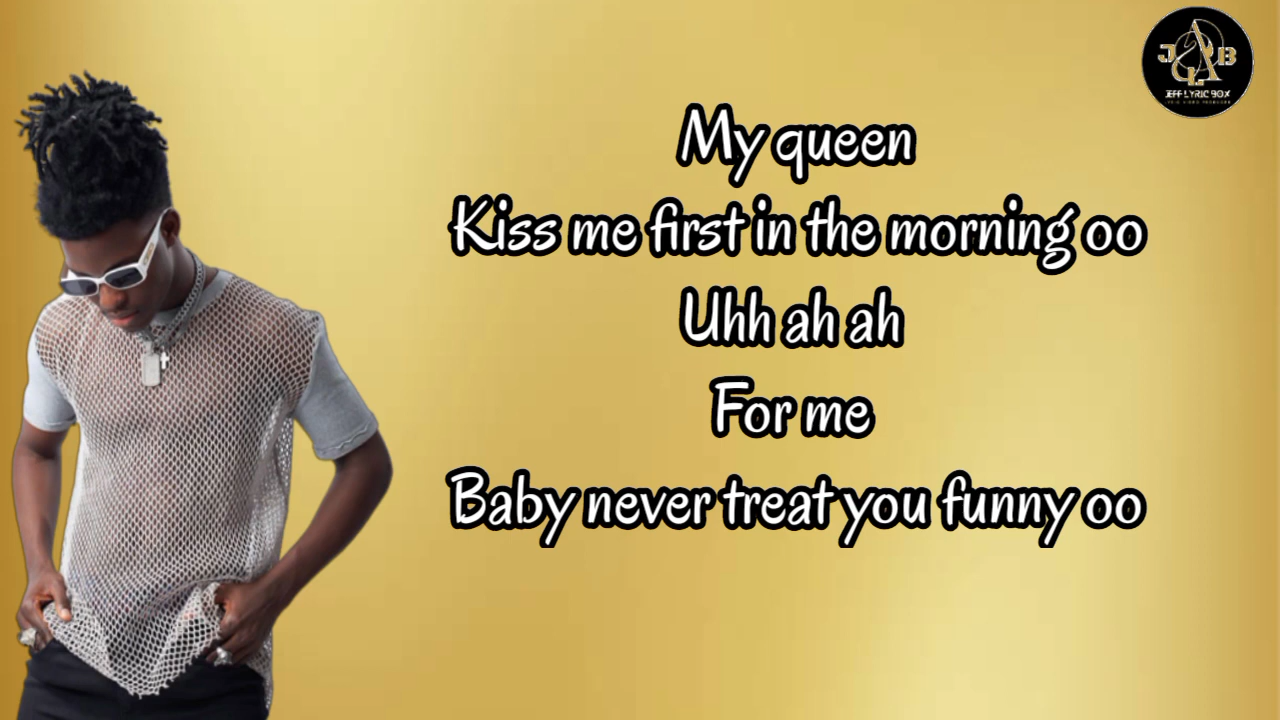 My queen
Kiss me first in the morning oo
Uhh ah ah
For me
Baby never treat you funny oo
JEFF LYRIC BOX